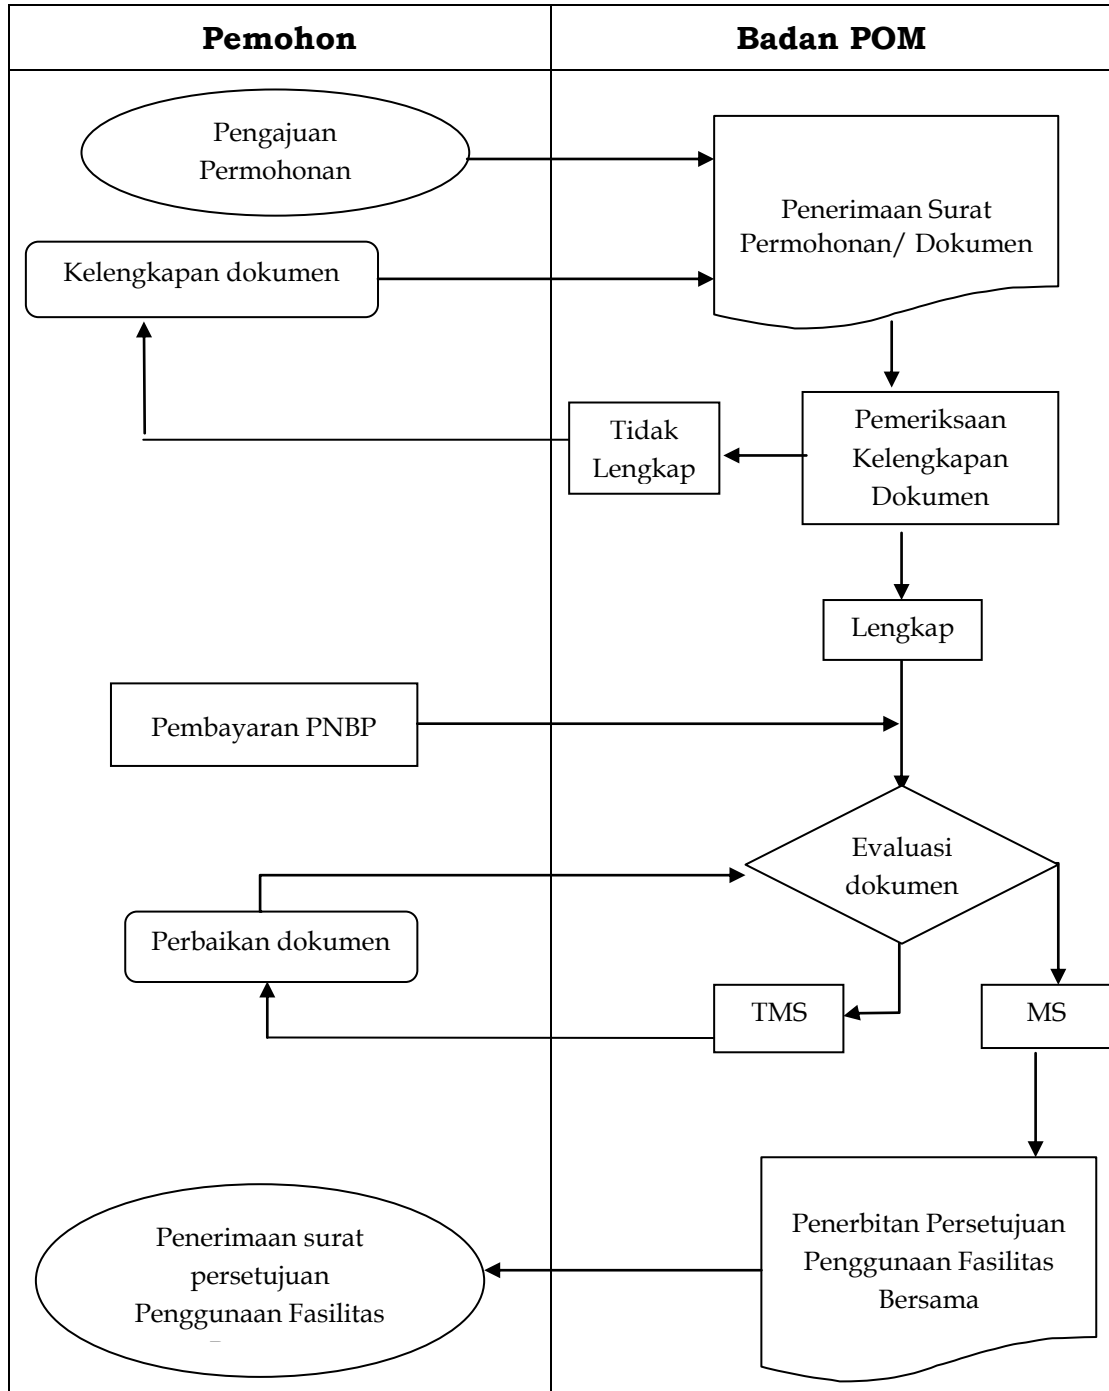 Pemohon
Badan POM
Pengajuan
Permohonan
Penerimaan Surat
Permohonan/ Dokumen
Kelengkapan dokumen
Pemeriksaan
Kelengkapan
Dokumen
Tidak
Lengkap
Lengkap
Pembayaran PNBP
Evaluasi
dokumen
Perbaikan dokumen
TMS
MS
Penerbitan Persetujuan
Penggunaan Fasilitas
Bersama
Penerimaan surat
persetujuan
Penggunaan Fasilitas